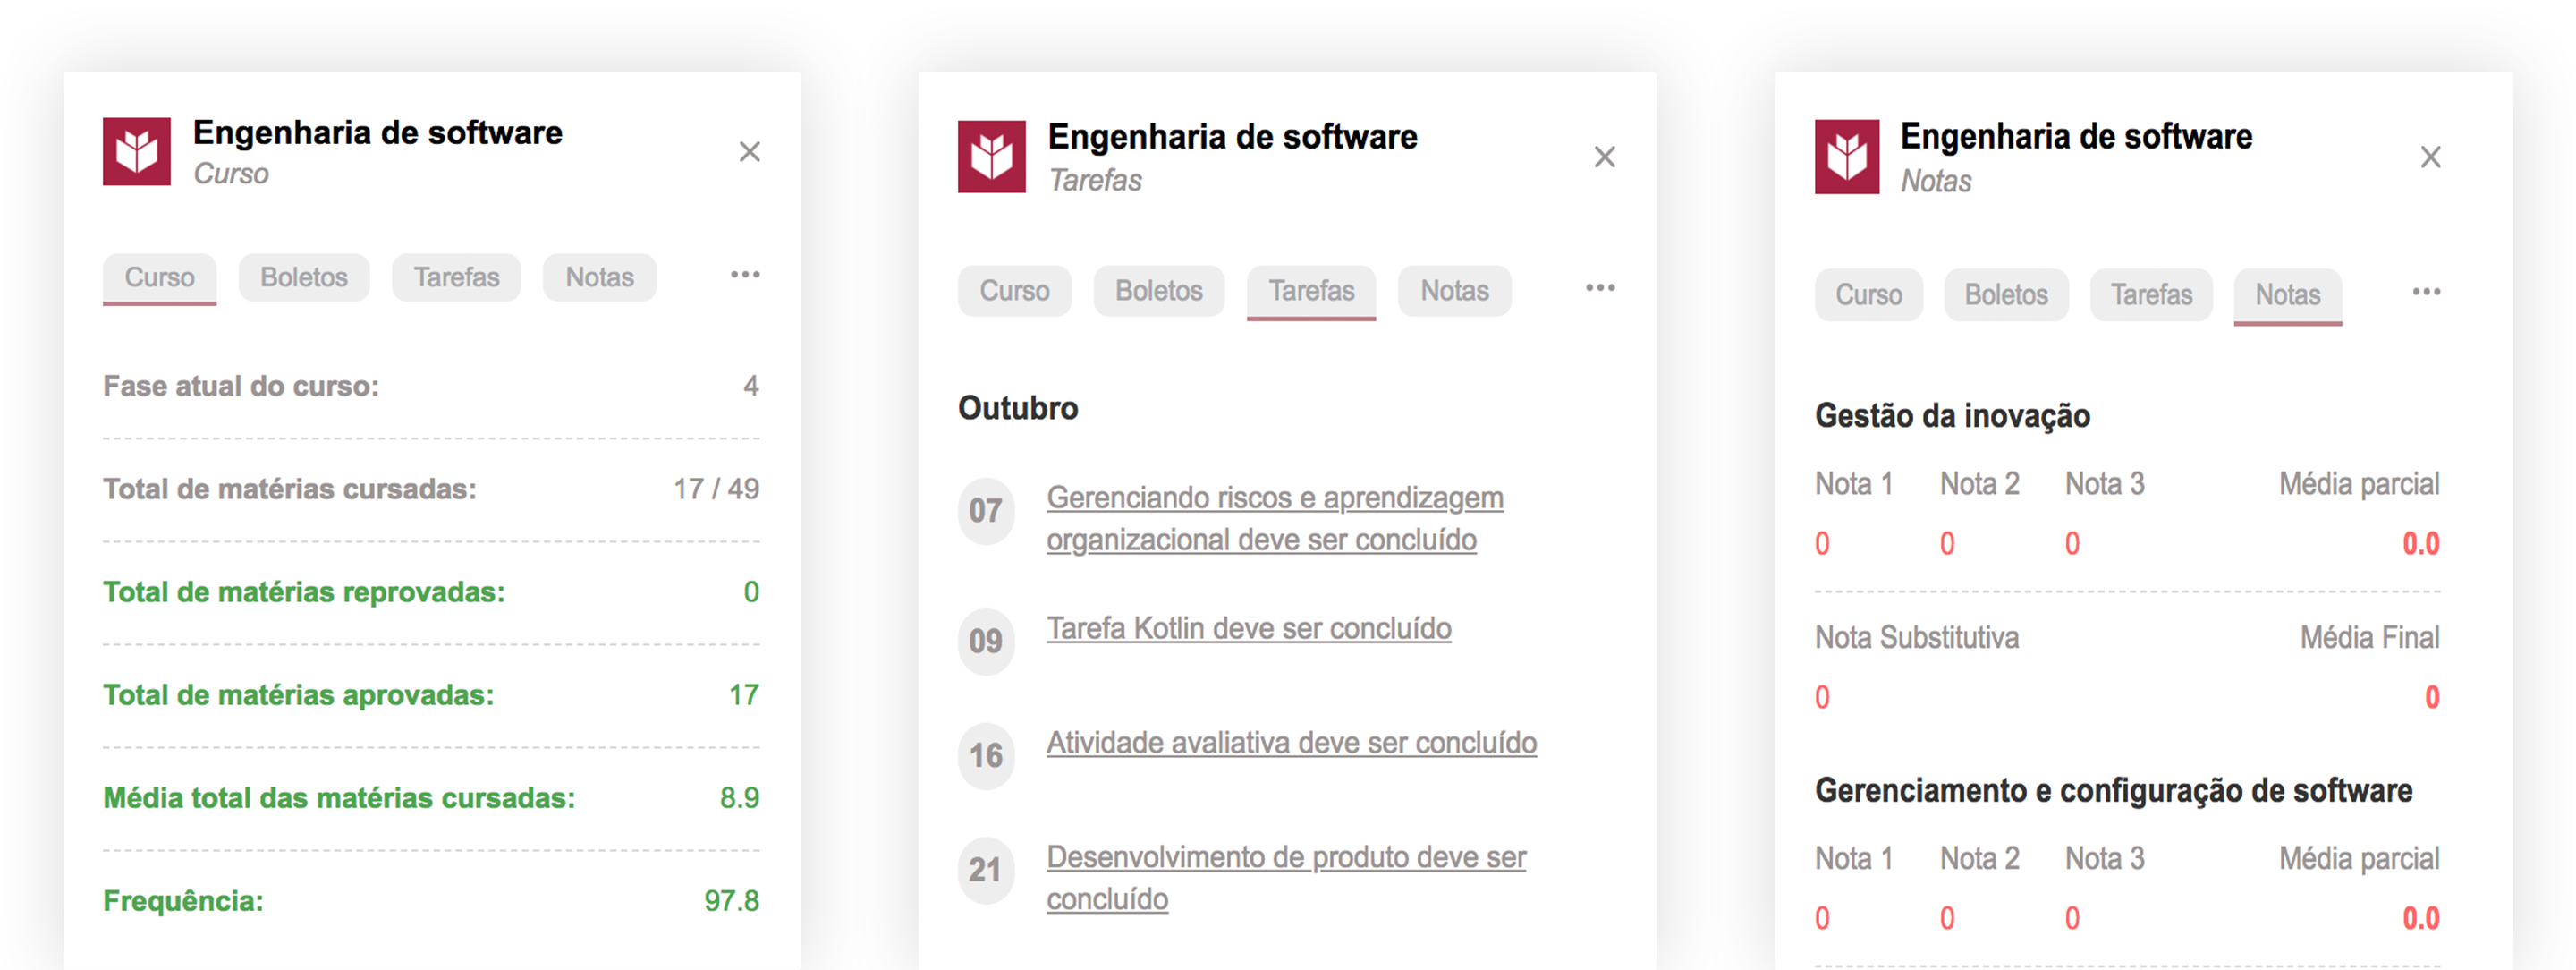 Engenharia de software
Curso
Curso Boletos Tarefas Notas
Fase atual do curso: 4
Total de matérias cursadas: 17 / 49
Total de matérias reprovadas: 0
Total de matérias aprovadas: 17
Média total das matérias cursadas: 8.9
Frequência: 97.8
Engenharia de software
Tarefas
Curso Boletos Tarefas Notas
Outubro
07 Gerenciando riscos e aprendizagem
organizacional deve ser concluído
09 Tarefa Kotlin deve ser concluído
16 Atividade avaliativa deve ser concluído
21 Desenvolvimento de produto deve ser
concluído
Engenharia de software
Notas
Curso Boletos Tarefas Notas
Gestão da inovação
Nota 1 Nota 2 Nota 3 Média parcial
0 0 0 0.0
Nota Substitutiva Média Final
0 0
Gerenciamento e configuração de software
Nota 1 Nota 2 Nota 3 Média parcial
0 0 0 0.0